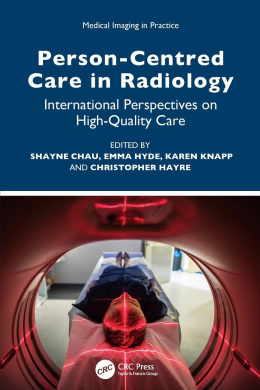 Medical Imaging in Practice
Person-Centred
Care in Radiology
International Perspectives on
High-Quality Care
EDITED BY
SHAYNE CHAU, EMMA HYDE, KAREN KNAPP
AND CHRISTOPHER HAYRE
CRC
CRC Press
Taylor & Francis Group